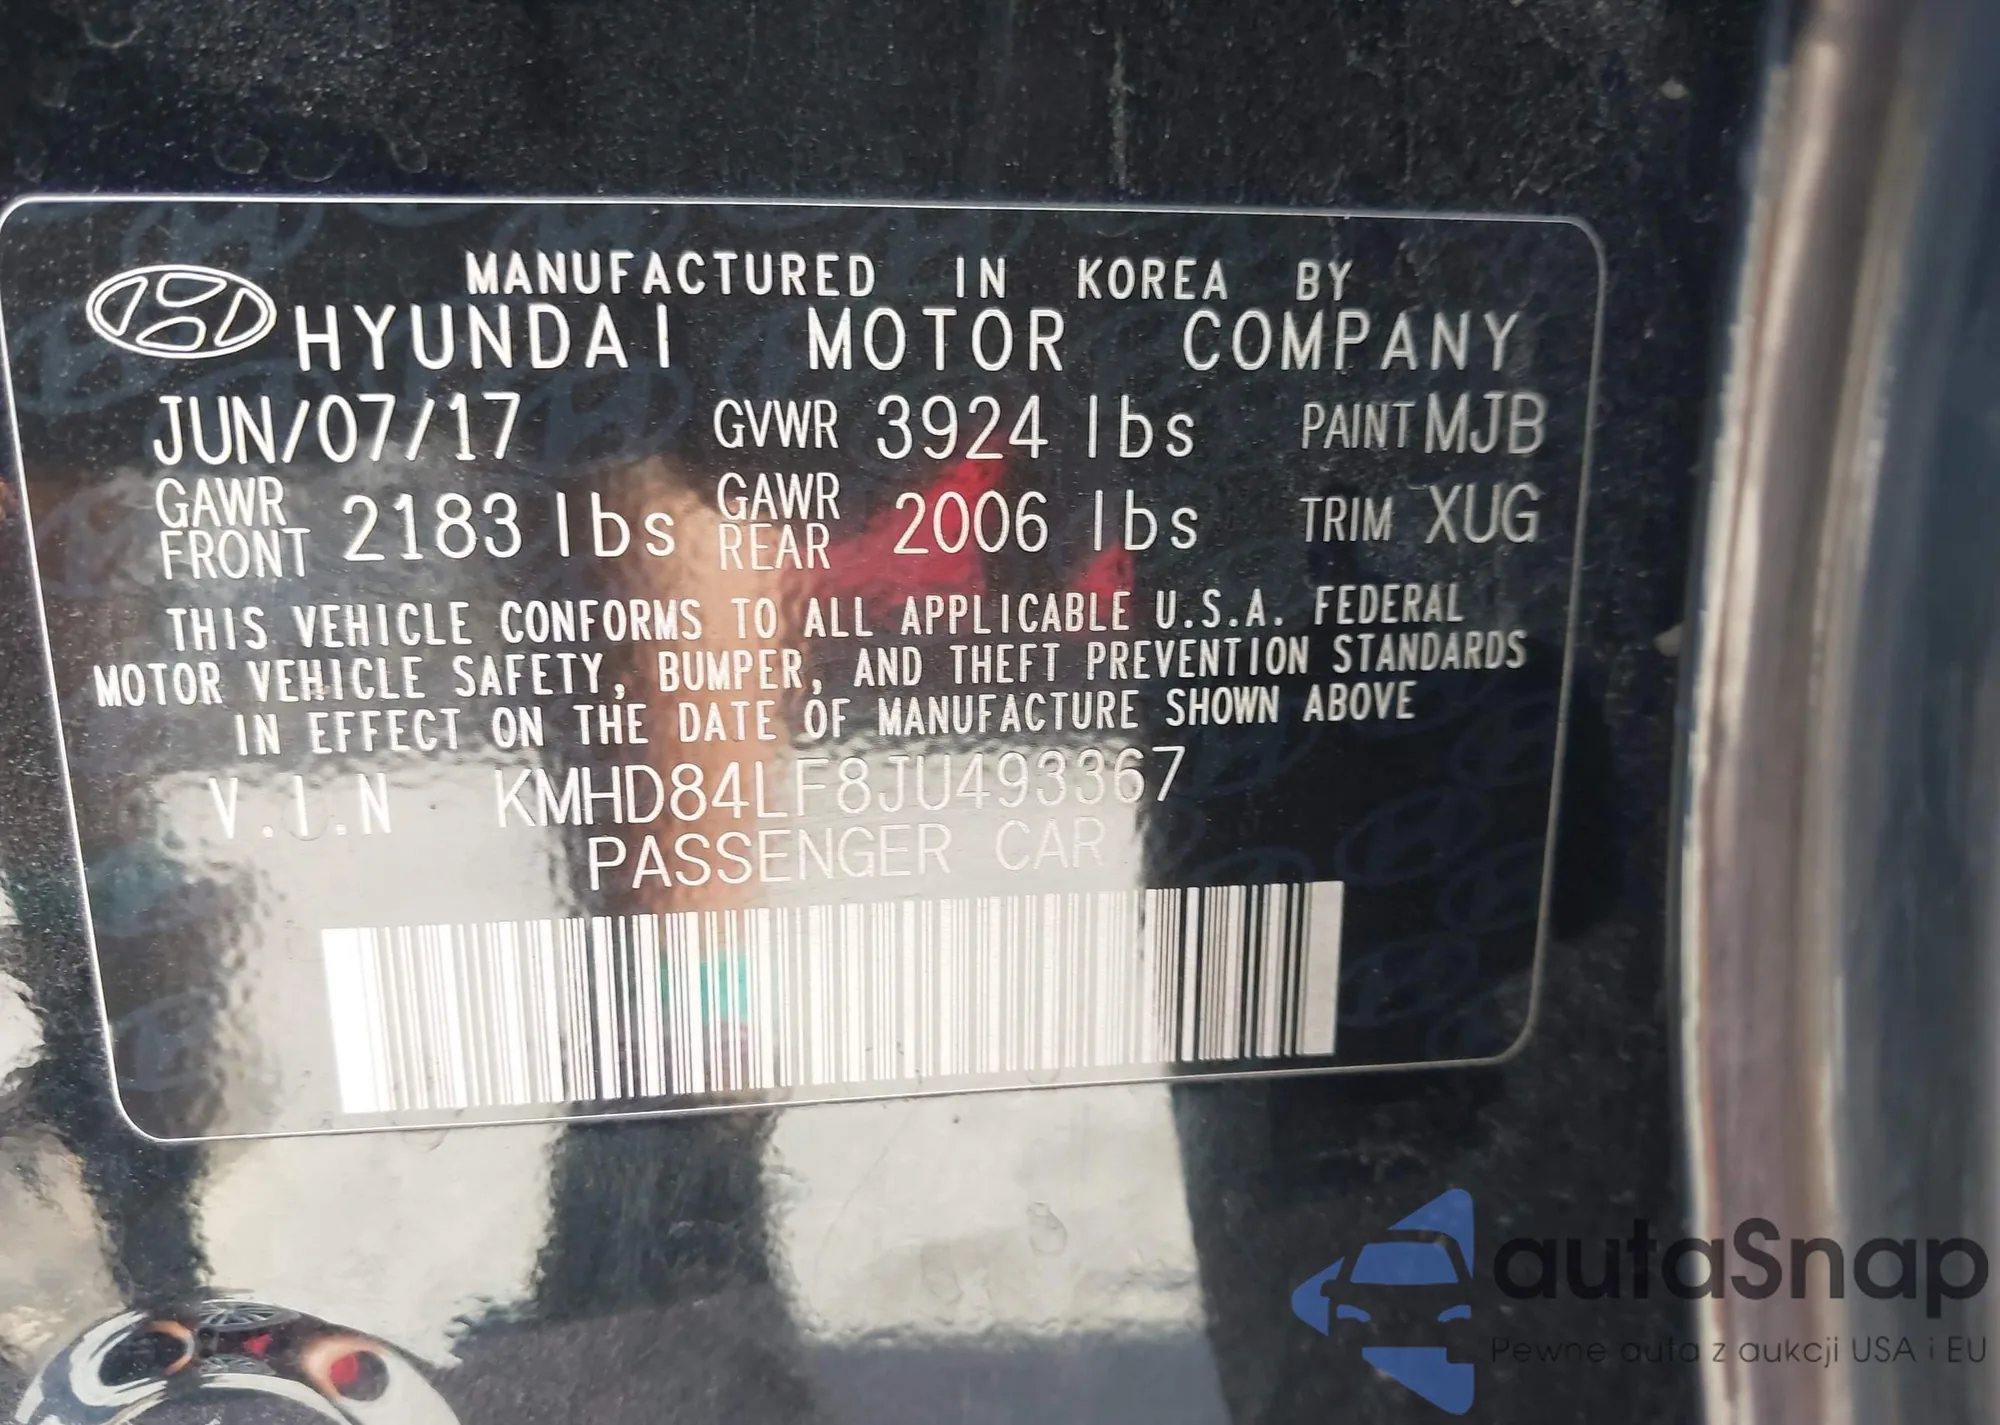 MANUFACTURED IN KOREA BY
HYUNDAI MOTOR COMPANY
JUN/07/17 GVWR 3924 lbs PAINT MJB
GAWR FRONT 2183 lbs GAWR REAR 2006 lbs TRIM XUG
THIS VEHICLE CONFORMS TO ALL APPLICABLE U.S.A. FEDERAL
MOTOR VEHICLE SAFETY, BUMPER, AND THEFT PREVENTION STANDARDS
IN EFFECT ON THE DATE OF MANUFACTURE SHOWN ABOVE
V.I.N KMHD84LF8JU493367
PASSENGER CAR
autaSnap
Pewne auta z aukcji USA i EU